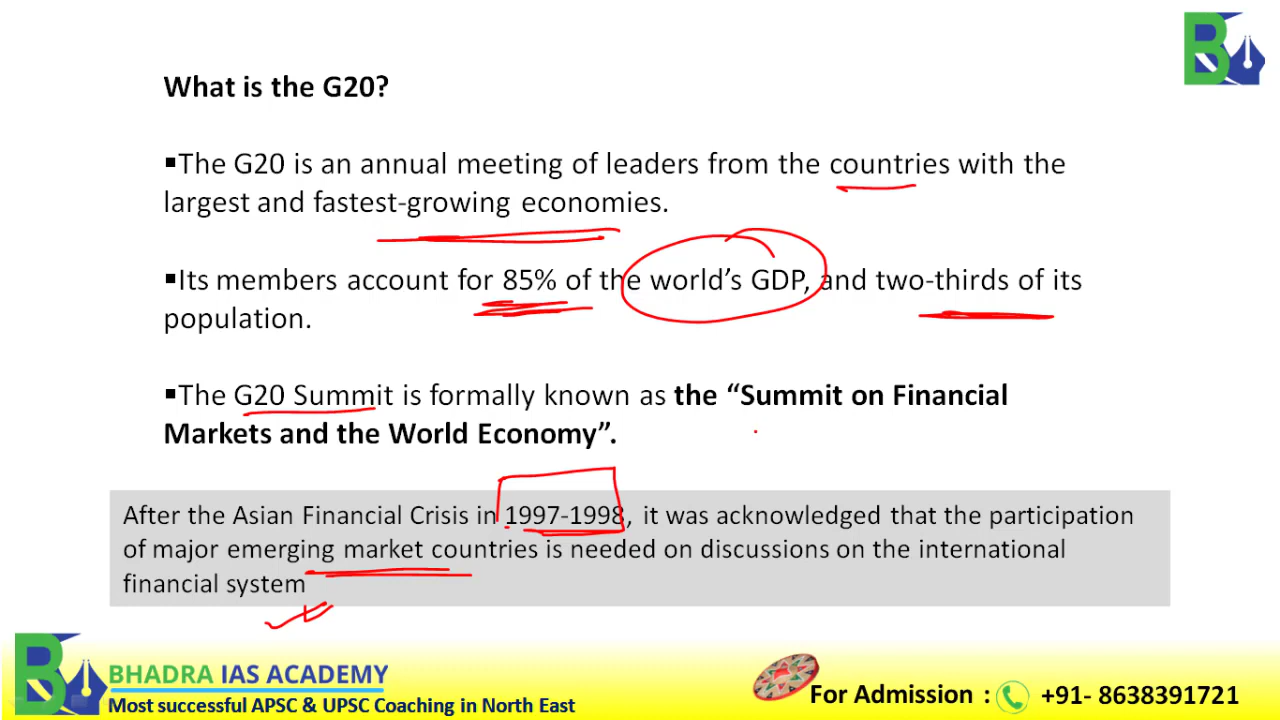 What is the G20?
▪The G20 is an annual meeting of leaders from the countries with the
largest and fastest-growing economies.
▪Its members account for 85% of the world's GDP, and two-thirds of its
population.
▪The G20 Summit is formally known as the “Summit on Financial
Markets and the World Economy”.
After the Asian Financial Crisis in 1997-1998, it was acknowledged that the participation
of major emerging market countries is needed on discussions on the international
financial system
BHADRA IAS ACADEMY
Most successful APSC & UPSC Coaching in North East
For Admission : +91- 8638391721